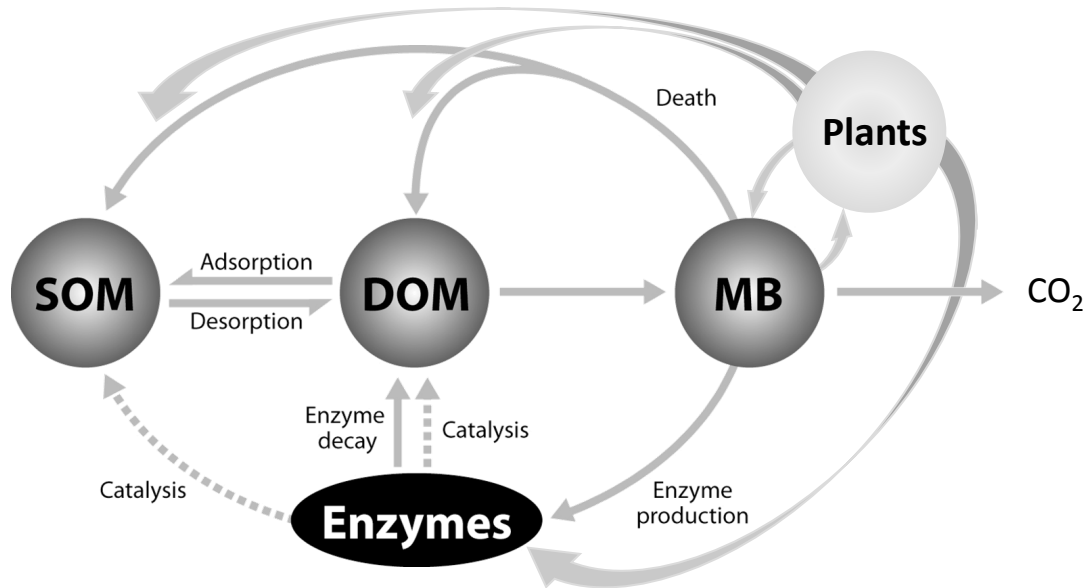 Death
Plants
SOM
Adsorption
Desorption
DOM
MB
CO₂
Enzyme
decay
Catalysis
Catalysis
Enzymes
Enzyme
production